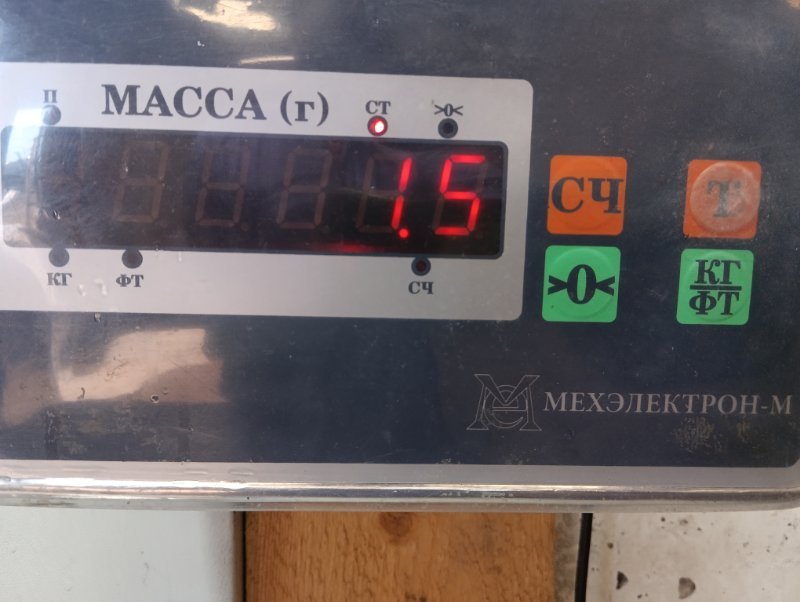 П МАССА (г) СТ >0<
1.5
КГ ФТ СЧ
СЧ Т
>0< КГ/ФТ
МЕХЭЛЕКТРОН-М